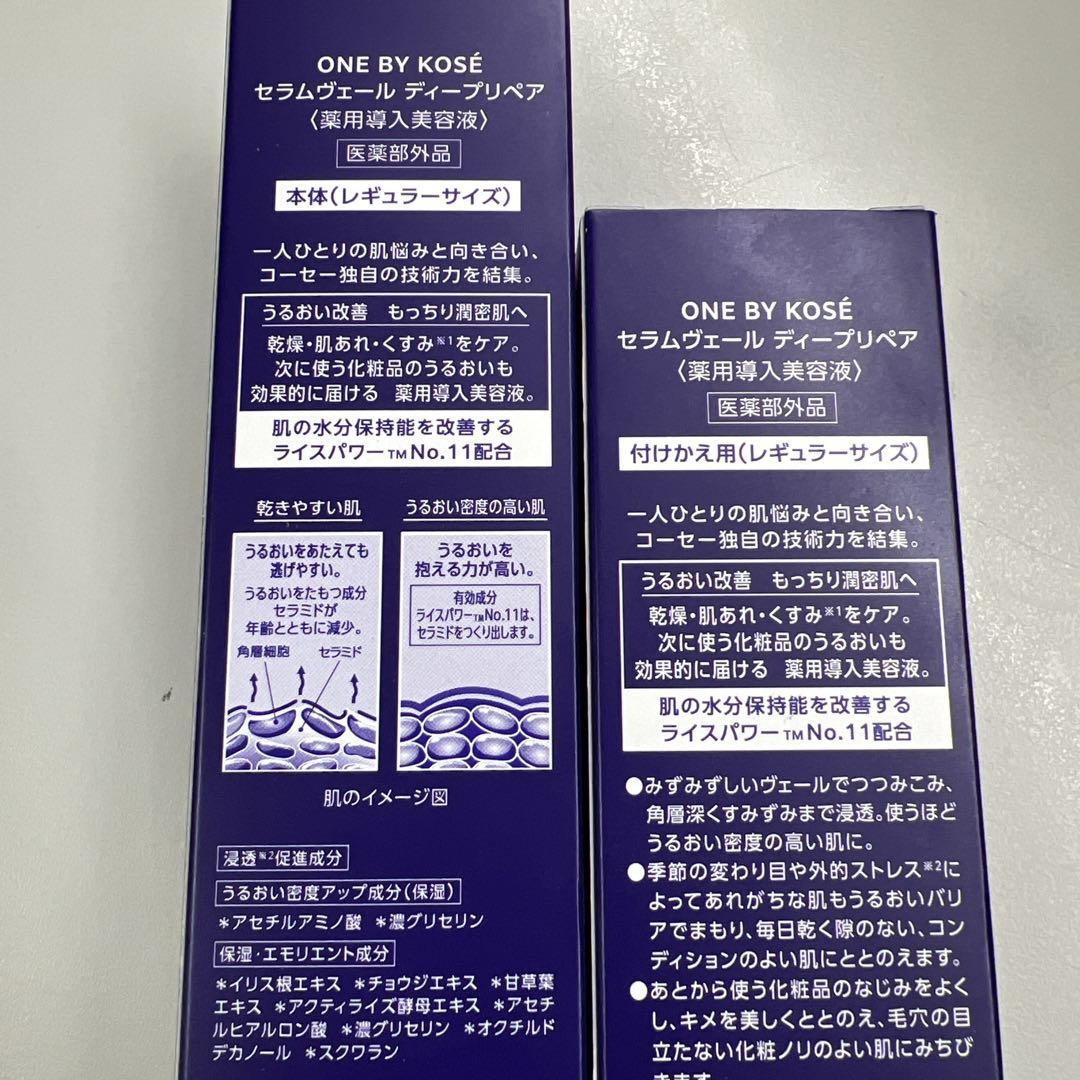 ONE BY KOSÉ
セラムヴェール ディープリペア
〈薬用導入美容液〉
医薬部外品
本体(レギュラーサイズ)
一人ひとりの肌悩みと向き合い、
コーセー独自の技術力を結集。
うるおい改善　もっちり潤密肌へ
乾燥・肌あれ・くすみ※1をケア。
次に使う化粧品のうるおいも
効果的に届ける　薬用導入美容液。
肌の水分保持能を改善する
ライスパワー™No.11配合
乾きやすい肌
うるおいをあたえても
逃げやすい。
うるおいをたもつ成分
セラミドが
年齢とともに減少。
角層細胞　セラミド
うるおい密度の高い肌
うるおいを
抱える力が高い。
有効成分
ライスパワー™No.11は、
セラミドをつくり出します。
肌のイメージ図
浸透※2促進成分
うるおい密度アップ成分(保湿)
＊アセチルアミノ酸 ＊濃グリセリン
保湿・エモリエント成分
＊イリス根エキス ＊チョウジエキス ＊甘草葉
エキス ＊アクティライズ酵母エキス ＊アセチ
ルヒアルロン酸 ＊濃グリセリン ＊オクチルド
デカノール ＊スクワラン
ONE BY KOSÉ
セラムヴェール ディープリペア
〈薬用導入美容液〉
医薬部外品
付けかえ用(レギュラーサイズ)
一人ひとりの肌悩みと向き合い、
コーセー独自の技術力を結集。
うるおい改善　もっちり潤密肌へ
乾燥・肌あれ・くすみ※1をケア。
次に使う化粧品のうるおいも
効果的に届ける　薬用導入美容液。
肌の水分保持能を改善する
ライスパワー™No.11配合
●みずみずしいヴェールでつつみこみ、
角層深くすみずみまで浸透。使うほど
うるおい密度の高い肌に。
●季節の変わり目や外的ストレス※2に
よってあれがちな肌もうるおいバリ
アでまもり、毎日乾く隙のない、コン
ディションのよい肌にととのえます。
●あとから使う化粧品のなじみをよく
し、キメを美しくととのえ、毛穴の目
立たない化粧ノリのよい肌にみちび
きます。